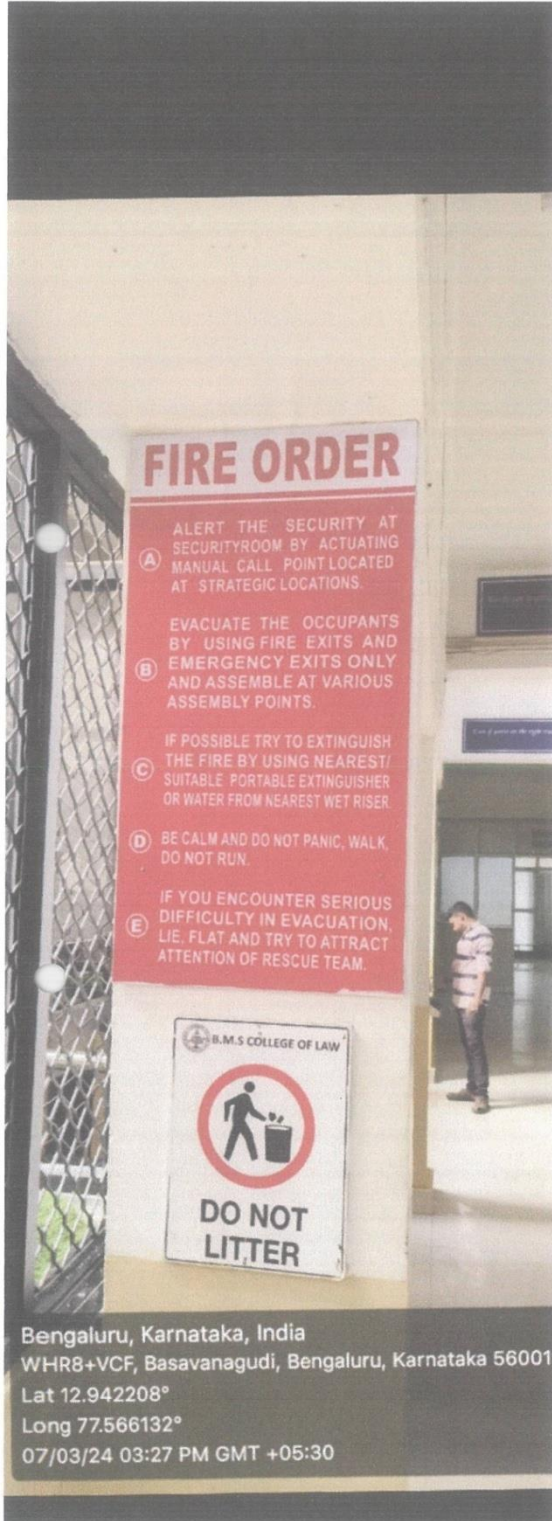 FIRE ORDER
A
ALERT THE SECURITY AT
SECURITYROOM BY ACTUATING
MANUAL CALL POINT LOCATED
AT STRATEGIC LOCATIONS.
B
EVACUATE THE OCCUPANTS
BY USING FIRE EXITS AND
EMERGENCY EXITS ONLY
AND ASSEMBLE AT VARIOUS
ASSEMBLY POINTS.
C
IF POSSIBLE TRY TO EXTINGUISH
THE FIRE BY USING NEAREST/
SUITABLE PORTABLE EXTINGUISHER
OR WATER FROM NEAREST WET RISER.
D
BE CALM AND DO NOT PANIC, WALK,
DO NOT RUN.
E
IF YOU ENCOUNTER SERIOUS
DIFFICULTY IN EVACUATION,
LIE, FLAT AND TRY TO ATTRACT
ATTENTION OF RESCUE TEAM.
B.M.S COLLEGE OF LAW
DO NOT
LITTER
Bengaluru, Karnataka, India
WHR8+VCF, Basavanagudi, Bengaluru, Karnataka 56001
Lat 12.942208°
Long 77.566132°
07/03/24 03:27 PM GMT +05:30